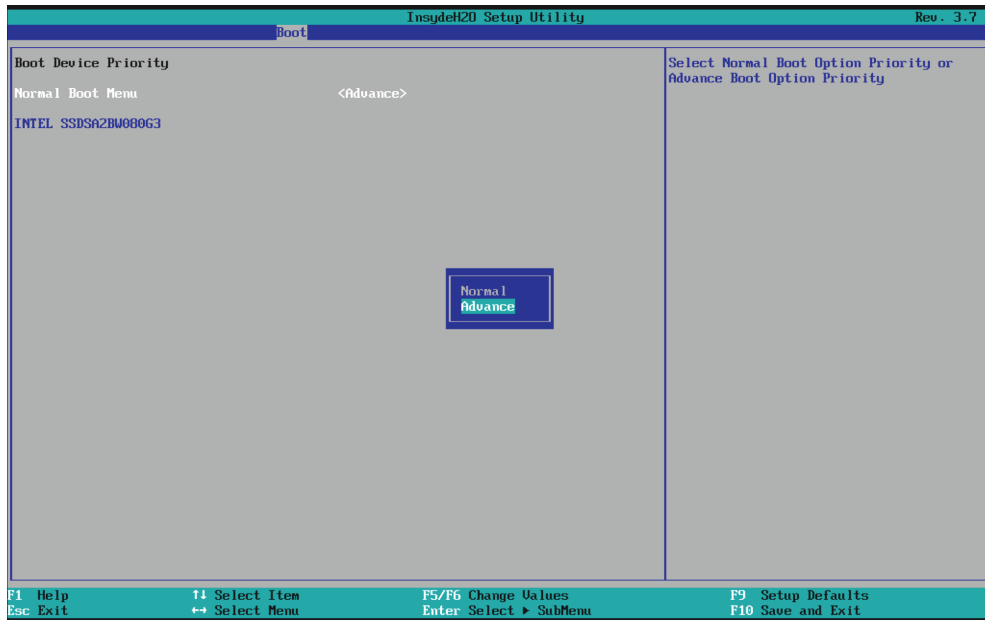 InsydeH2O Setup Utility Rev. 3.7
Boot
Boot Device Priority
Normal Boot Menu <Advance>
INTEL SSDSA2BW080G3
Select Normal Boot Option Priority or
Advance Boot Option Priority
Normal
Advance
F1 Help ↑↓ Select Item F5/F6 Change Values F9 Setup Defaults
Esc Exit ↔ Select Menu Enter Select ► SubMenu F10 Save and Exit